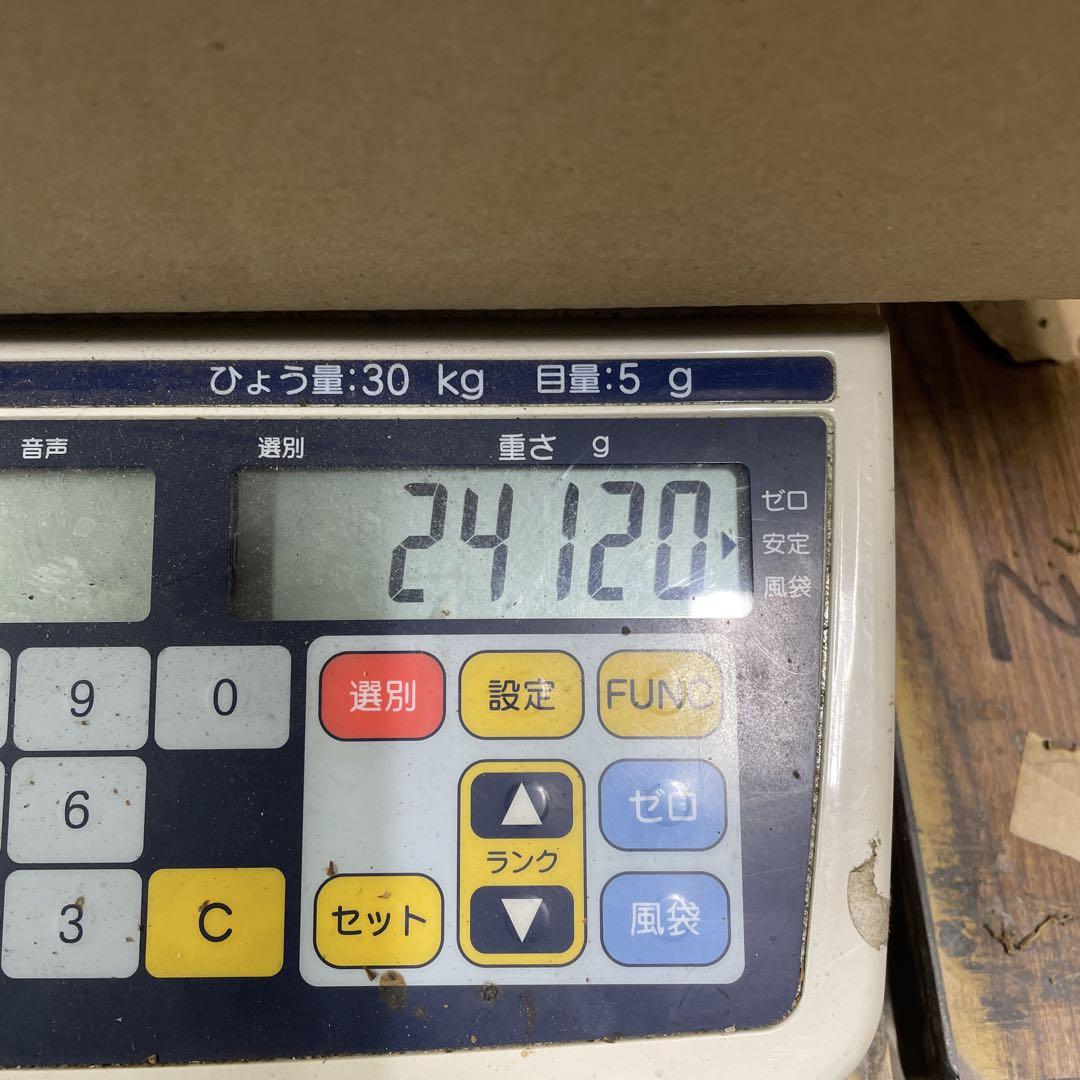 ひょう量:30 kg 目量:5 g
音声 選別 重さ g
24120
ゼロ
安定
風袋
9 0 選別 設定 FUNC
6 ▲ ゼロ
ランク
3 C セット ▼ 風袋
2